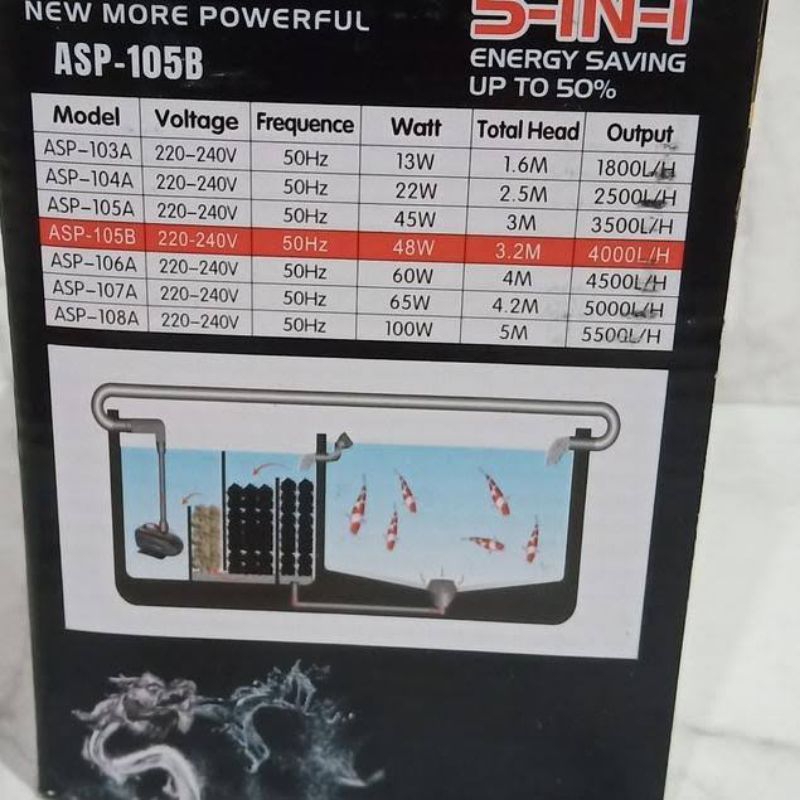 NEW MORE POWERFUL
5-IN-1
ASP-105B
ENERGY SAVING
UP TO 50%
Model Voltage Frequence Watt Total Head Output
ASP-103A 220-240V 50Hz 13W 1.6M 1800L/H
ASP-104A 220-240V 50Hz 22W 2.5M 2500L/H
ASP-105A 220-240V 50Hz 45W 3M 3500L/H
ASP-105B 220-240V 50Hz 48W 3.2M 4000L/H
ASP-106A 220-240V 50Hz 60W 4M 4500L/H
ASP-107A 220-240V 50Hz 65W 4.2M 5000L/H
ASP-108A 220-240V 50Hz 100W 5M 5500L/H